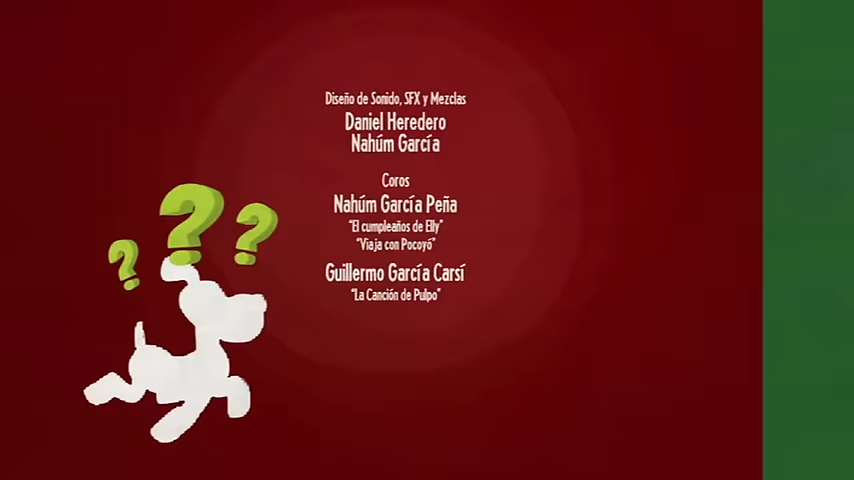 Diseño de Sonido, SFX y Mezclas
Daniel Heredero
Nahúm García
Coros
Nahúm García Peña
"El cumpleaños de Elly"
"Viaja con Pocoyó"
Guillermo García Carsí
"La Canción de Pulpo"
? ? ?